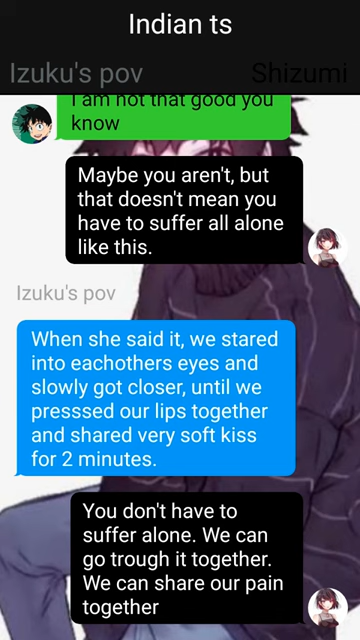 Indian ts
Izuku's pov
Shizumi
I am not that good you
know
Maybe you aren't, but
that doesn't mean you
have to suffer all alone
like this.
Izuku's pov
When she said it, we stared
into eachothers eyes and
slowly got closer, until we
presssed our lips together
and shared very soft kiss
for 2 minutes.
You don't have to
suffer alone. We can
go trough it together.
We can share our pain
together